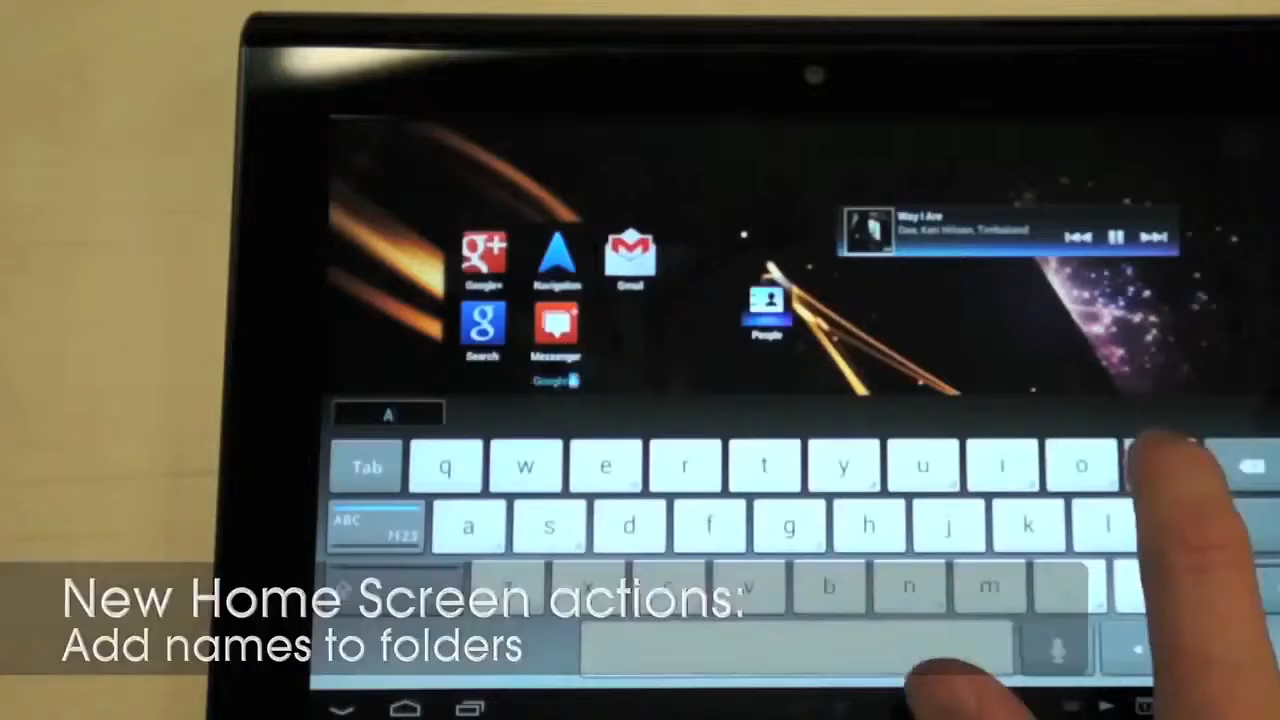 Way I Are
g+
Google+
Navigation
Gmail
g
Search
Messenger
People
A
Tab
q w e r t y u i o
ABC
?123
a s d f g h j k l
z x c v b n m
New Home Screen actions:
Add names to folders